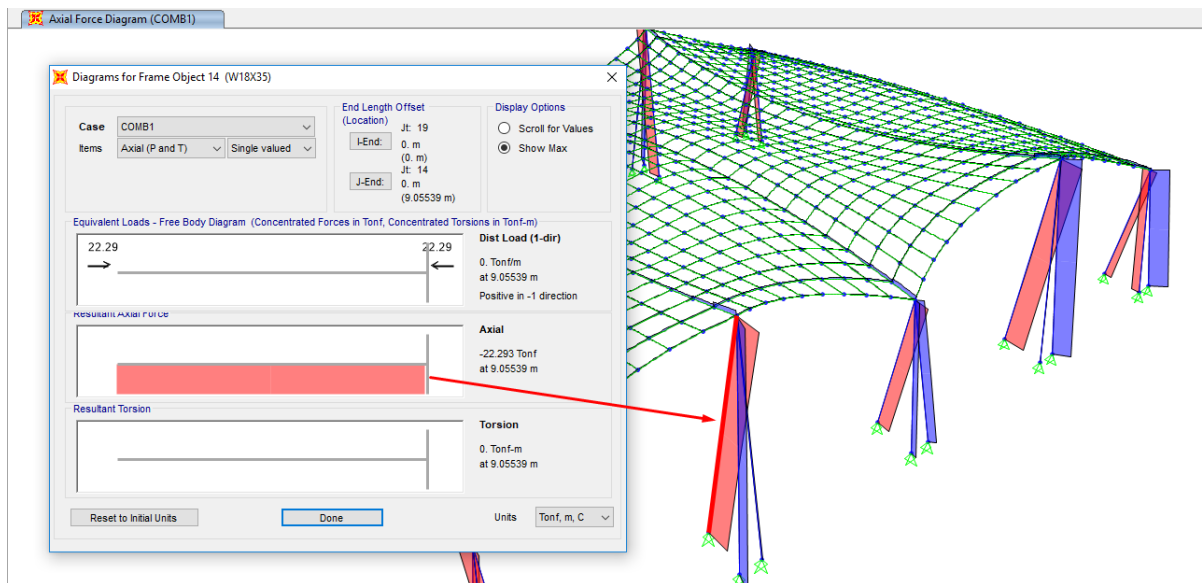 Axial Force Diagram (COMB1)
Diagrams for Frame Object 14 (W18X35)
Case COMB1
Items Axial (P and T) Single valued
End Length Offset
(Location)
I-End: Jt: 19
0. m
(0. m)
J-End: Jt: 14
0. m
(9.05539 m)
Display Options
Scroll for Values
Show Max
Equivalent Loads - Free Body Diagram (Concentrated Forces in Tonf, Concentrated Torsions in Tonf-m)
22.29 22.29
Dist Load (1-dir)
0. Tonf/m
at 9.05539 m
Positive in -1 direction
Resultant Axial Force
Axial
-22.293 Tonf
at 9.05539 m
Resultant Torsion
Torsion
0. Tonf-m
at 9.05539 m
Reset to Initial Units Done Units Tonf, m, C